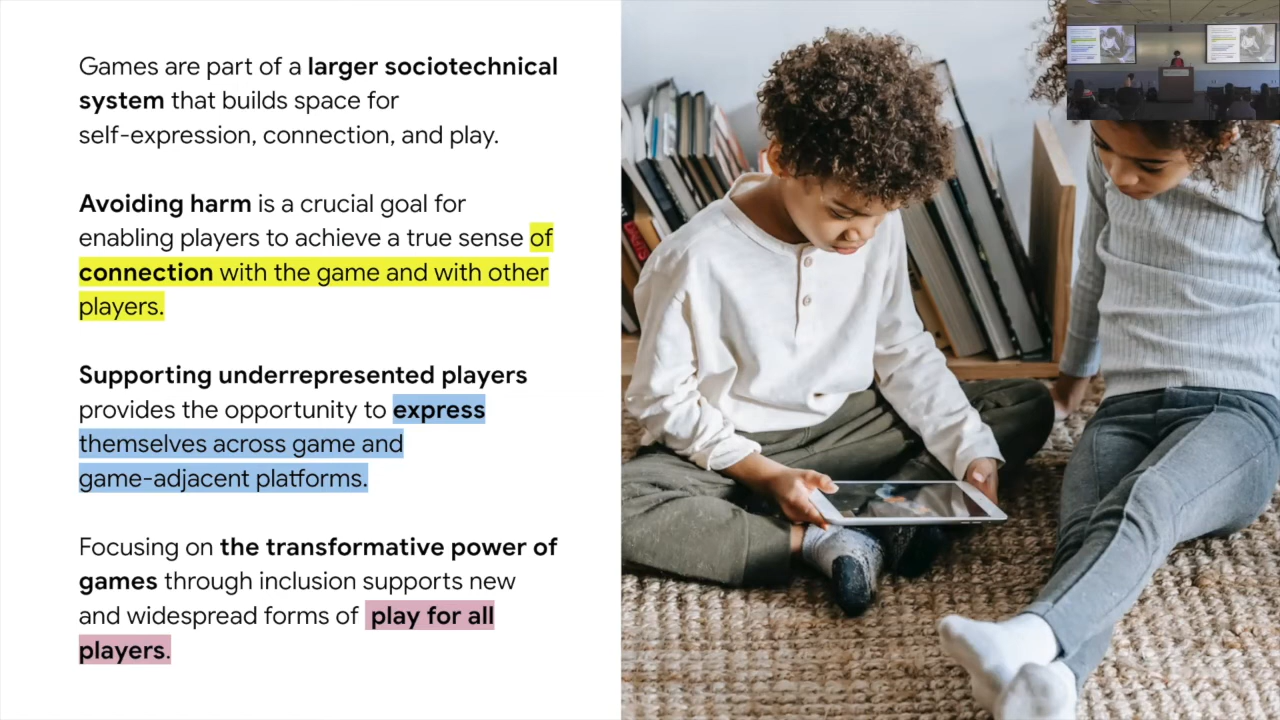 Games are part of a larger sociotechnical
system that builds space for
self-expression, connection, and play.
Avoiding harm is a crucial goal for
enabling players to achieve a true sense of
connection with the game and with other
players.
Supporting underrepresented players
provides the opportunity to express
themselves across game and
game-adjacent platforms.
Focusing on the transformative power of
games through inclusion supports new
and widespread forms of play for all
players.